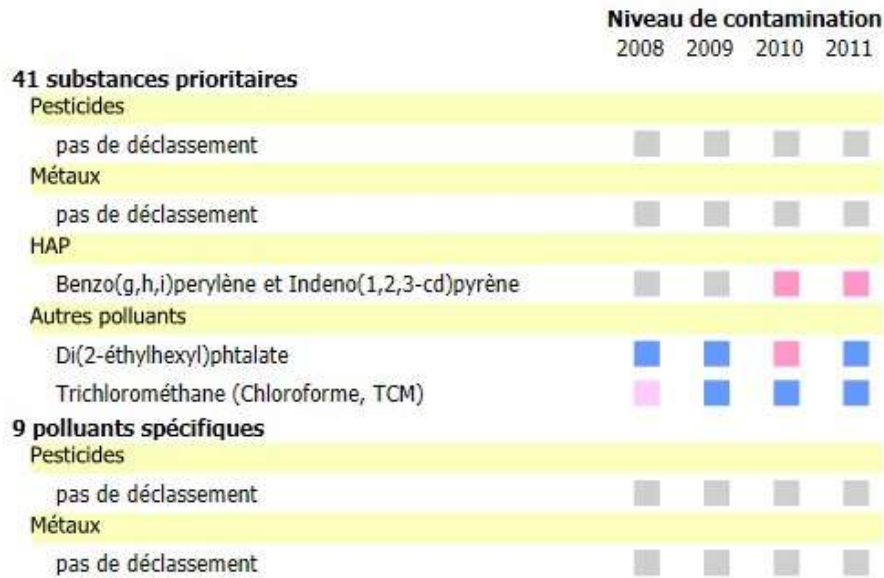 Niveau de contamination
2008 2009 2010 2011
41 substances prioritaires
Pesticides
pas de déclassement
Métaux
pas de déclassement
HAP
Benzo(g,h,i)perylène et Indeno(1,2,3-cd)pyrène
Autres polluants
Di(2-éthylhexyl)phtalate
Trichlorométhane (Chloroforme, TCM)
9 polluants spécifiques
Pesticides
pas de déclassement
Métaux
pas de déclassement